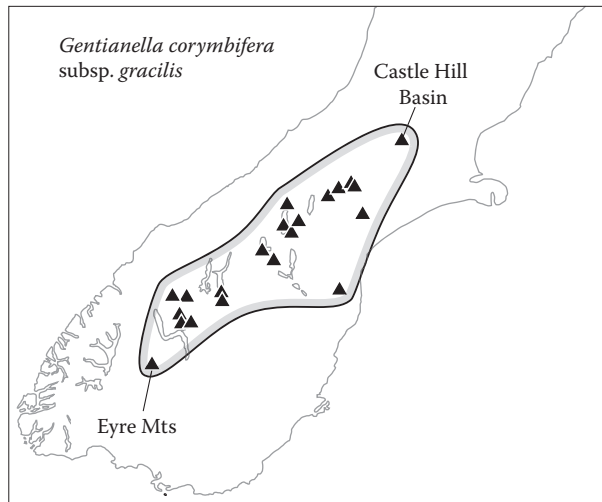 Gentianella corymbifera
subsp. gracilis
Castle Hill
Basin
Eyre Mts